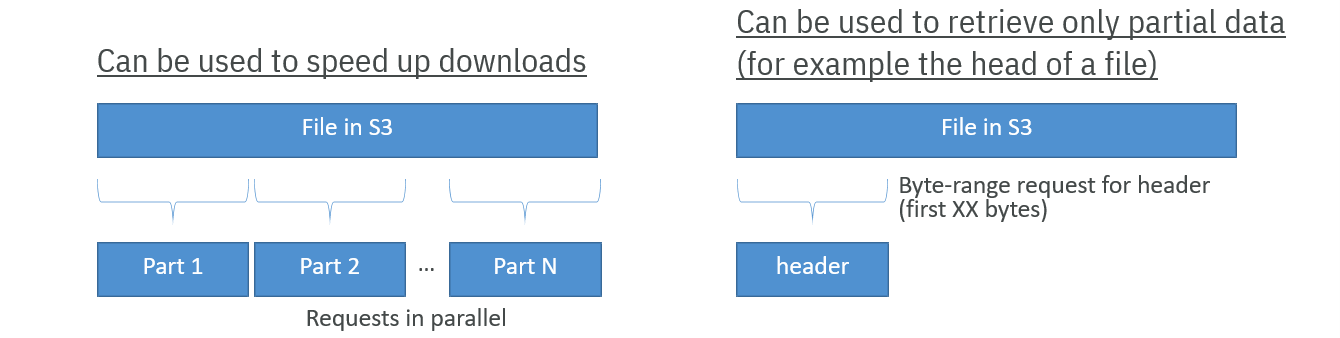 Can be used to speed up downloads
File in S3
Part 1
Part 2
...
Part N
Requests in parallel
Can be used to retrieve only partial data
(for example the head of a file)
File in S3
Byte-range request for header
(first XX bytes)
header